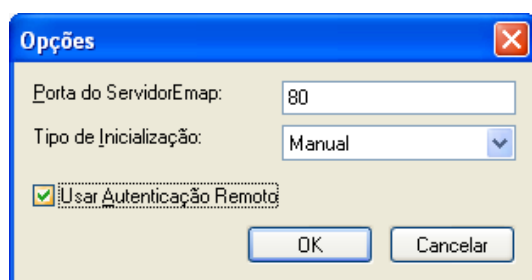 Opções
Porta do ServidorEmap: 80
Tipo de Inicialização: Manual
Usar Autenticação Remoto
OK Cancelar